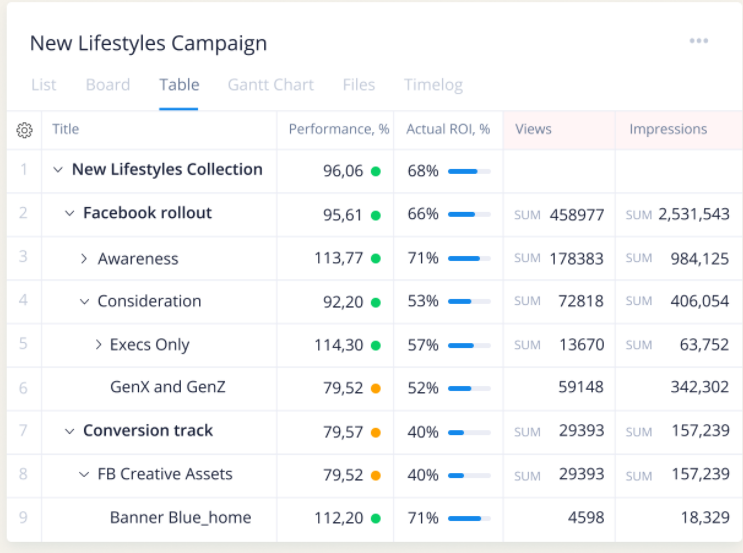 New Lifestyles Campaign
List Board Table Gantt Chart Files Timelog
Title Performance, % Actual ROI, % Views Impressions
1 New Lifestyles Collection 96,06 68%
2 Facebook rollout 95,61 66% SUM 458977 SUM 2,531,543
3 Awareness 113,77 71% SUM 178383 SUM 984,125
4 Consideration 92,20 53% SUM 72818 SUM 406,054
5 Execs Only 114,30 57% SUM 13670 SUM 63,752
6 GenX and GenZ 79,52 52% 59148 342,302
7 Conversion track 79,57 40% SUM 29393 SUM 157,239
8 FB Creative Assets 79,52 40% SUM 29393 SUM 157,239
9 Banner Blue_home 112,20 71% 4598 18,329